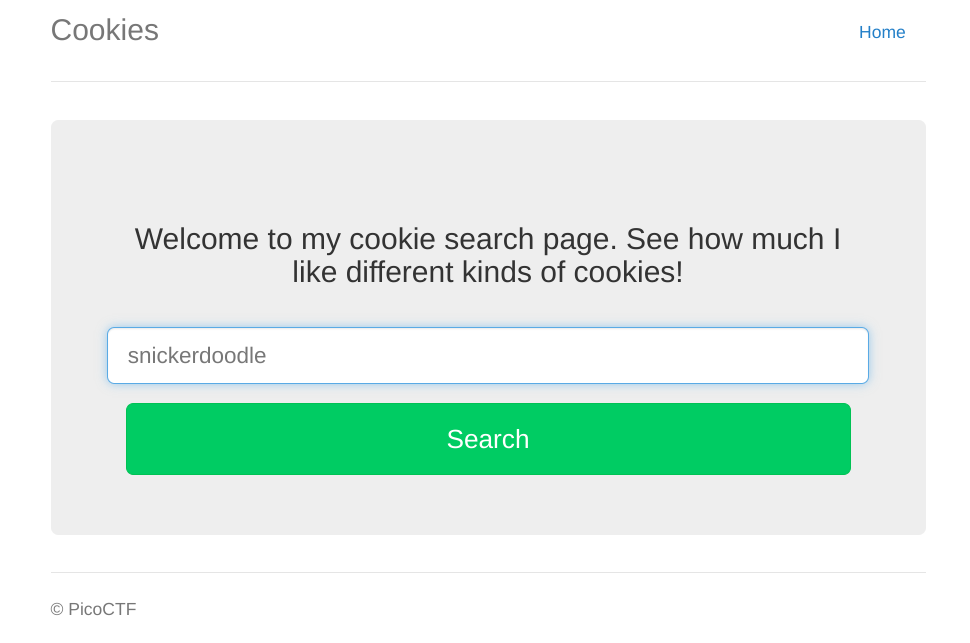 Cookies
Home
Welcome to my cookie search page. See how much I
like different kinds of cookies!
snickerdoodle
Search
© PicoCTF